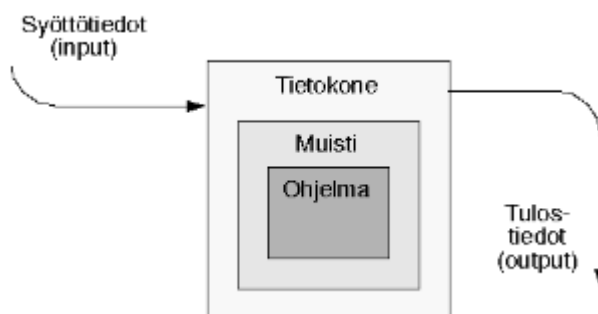 Syöttötiedot
(input)
Tietokone
Muisti
Ohjelma
Tulos-
tiedot
(output)